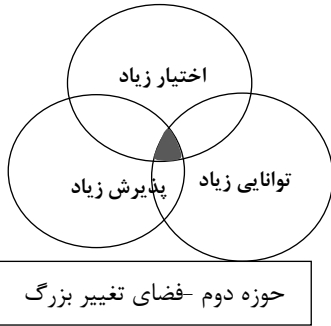 اختیار زیاد
توانایی زیاد
پذیرش زیاد
حوزه دوم -فضای تغییر بزرگ